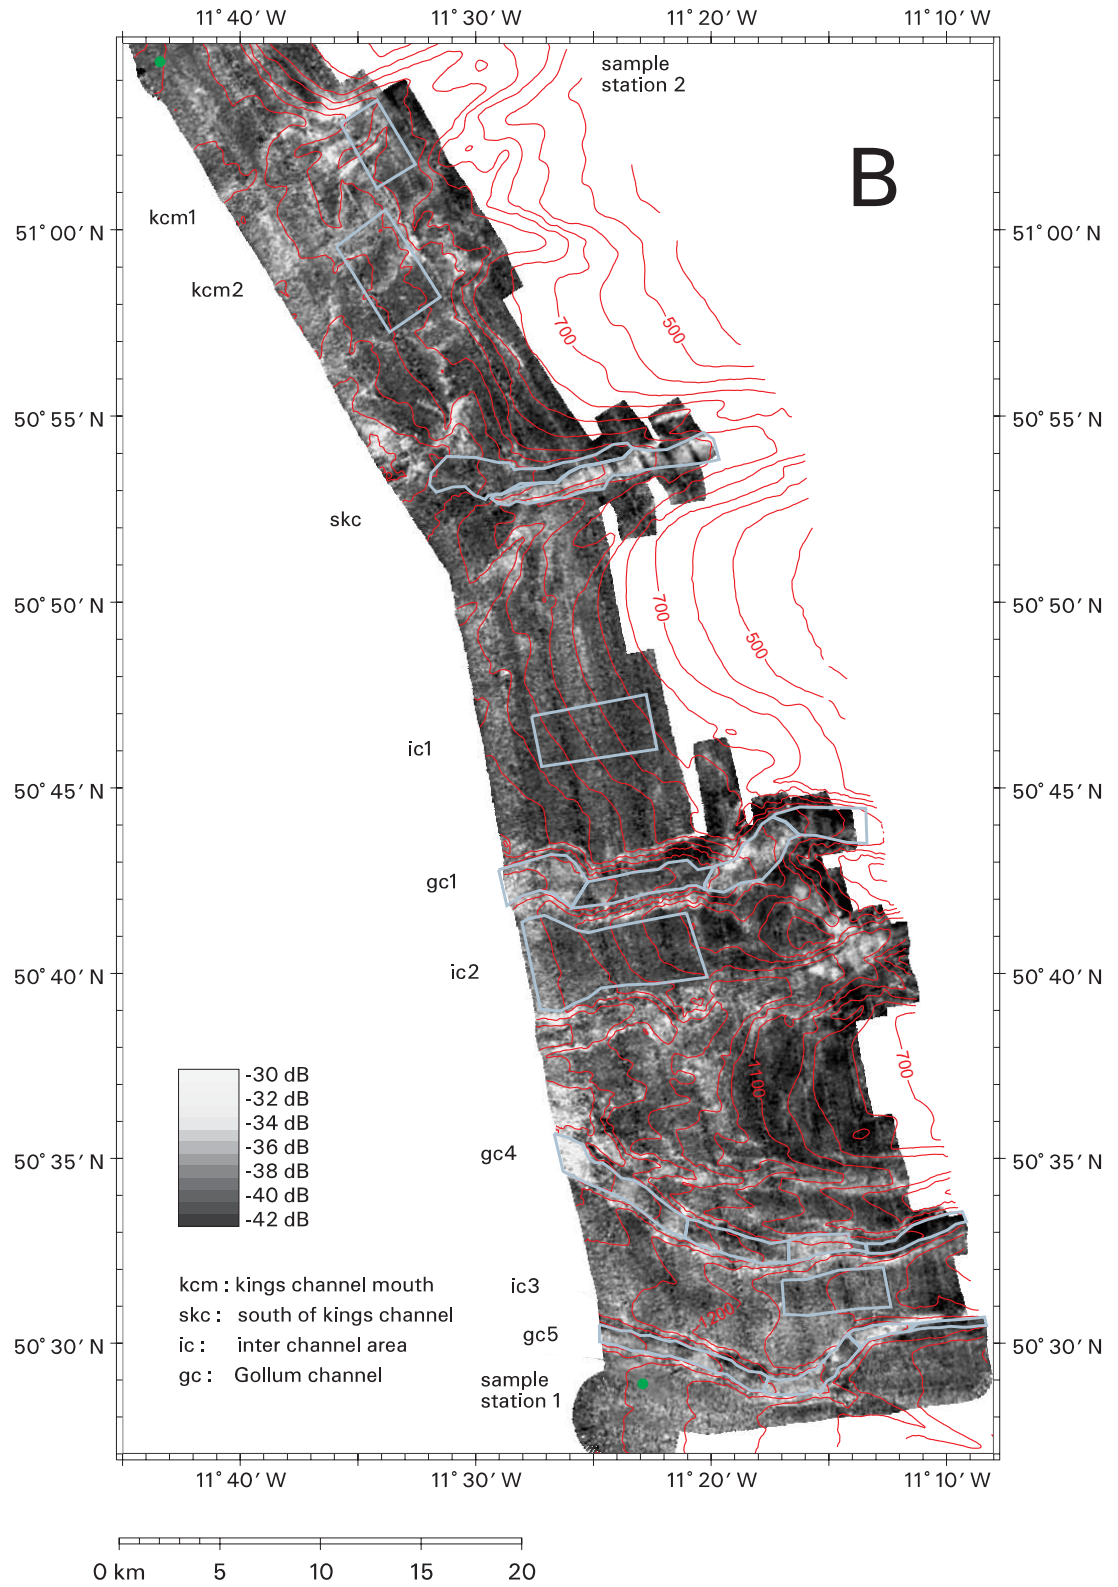 11° 40′ W 11° 30′ W 11° 20′ W 11° 10′ W
sample
station 2
B
kcm1
51° 00′ N 51° 00′ N
kcm2
700
500
50° 55′ N 50° 55′ N
skc
50° 50′ N 50° 50′ N
700
500
ic1
50° 45′ N 50° 45′ N
gc1
ic2
50° 40′ N 50° 40′ N
700
1100
-30 dB
-32 dB
-34 dB
-36 dB
-38 dB
-40 dB
-42 dB
gc4
50° 35′ N 50° 35′ N
kcm : kings channel mouth
skc : south of kings channel
ic : inter channel area
gc : Gollum channel
ic3
1200
gc5
50° 30′ N 50° 30′ N
sample
station 1
11° 40′ W 11° 30′ W 11° 20′ W 11° 10′ W
0 km 5 10 15 20